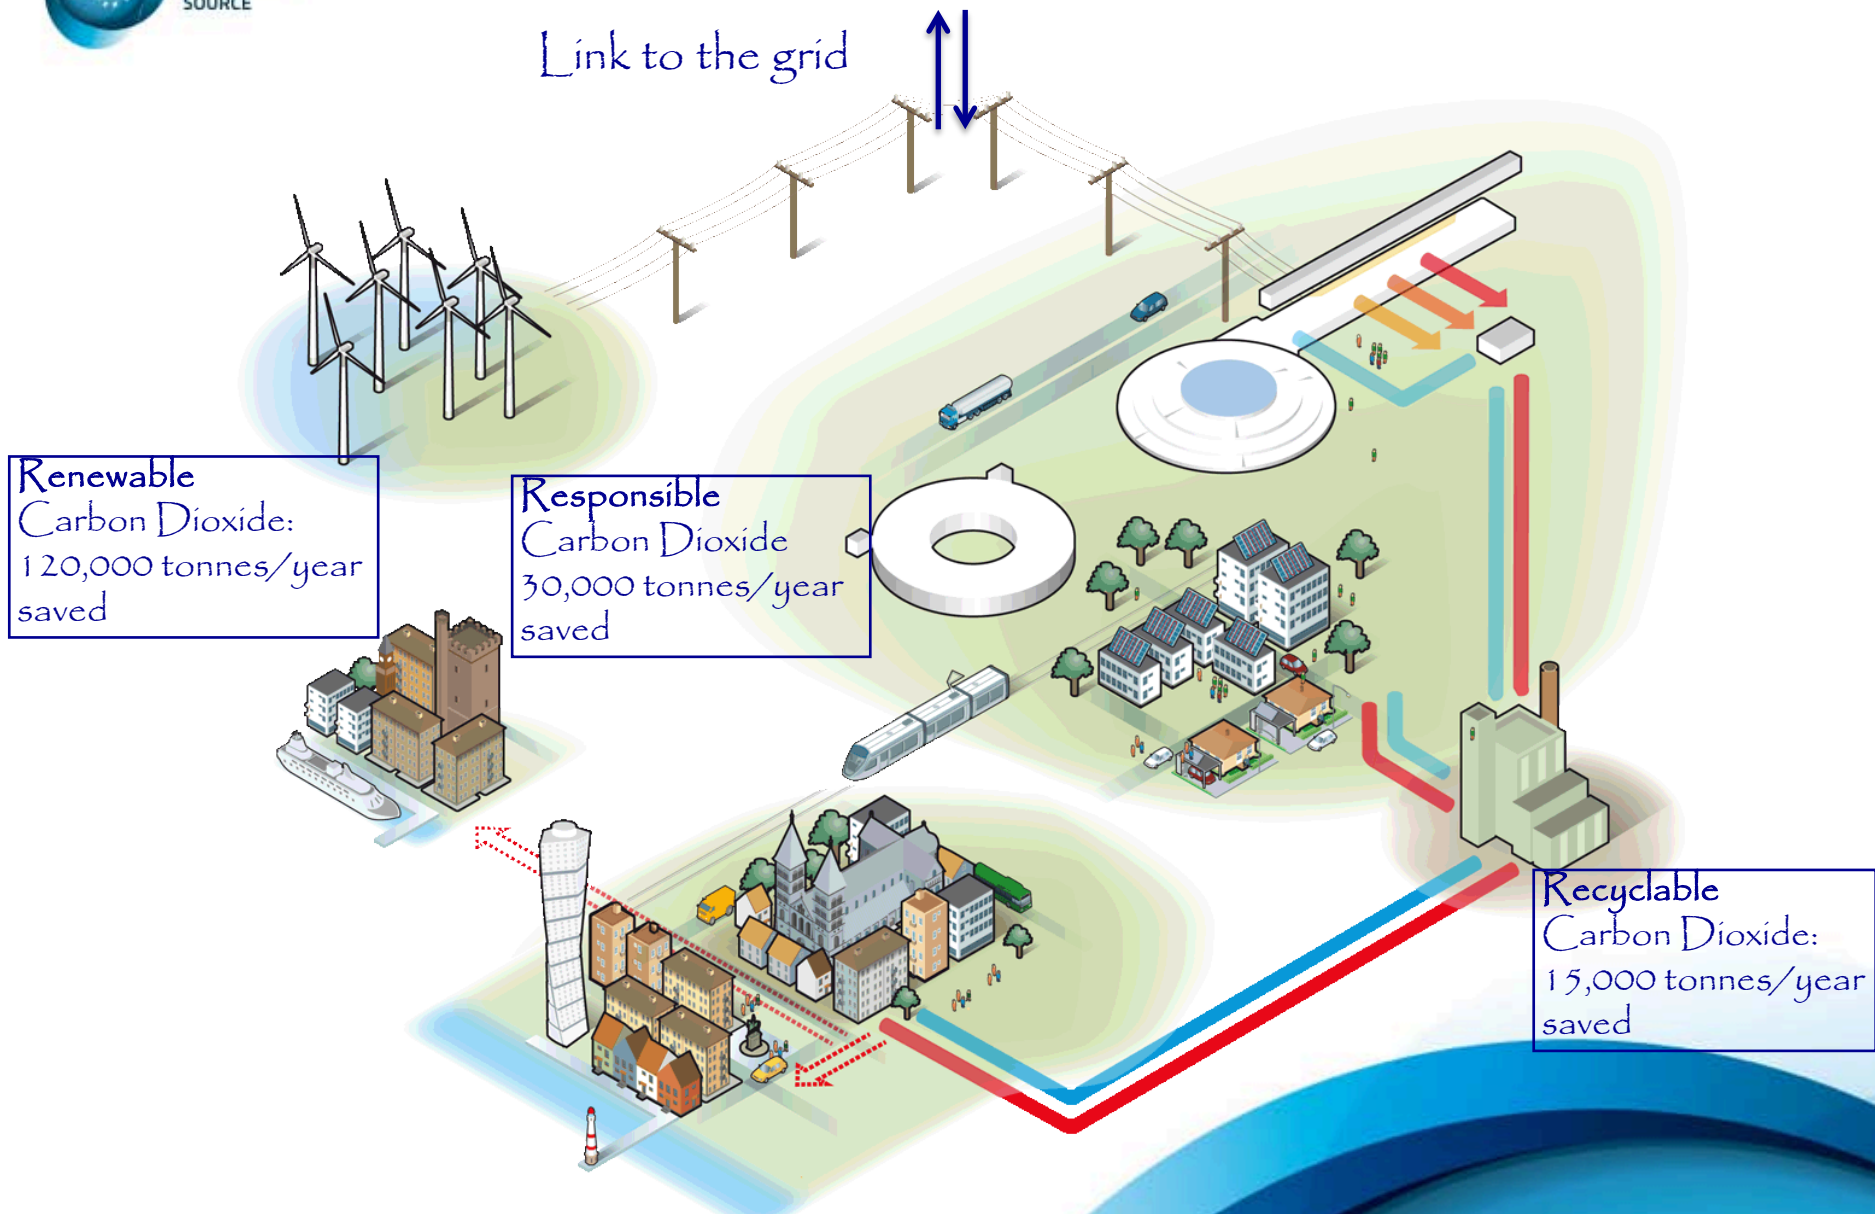 SOURCE
Link to the grid
Renewable
Carbon Dioxide:
120,000 tonnes/year
saved
Responsible
Carbon Dioxide
30,000 tonnes/year
saved
Recyclable
Carbon Dioxide:
15,000 tonnes/year
saved